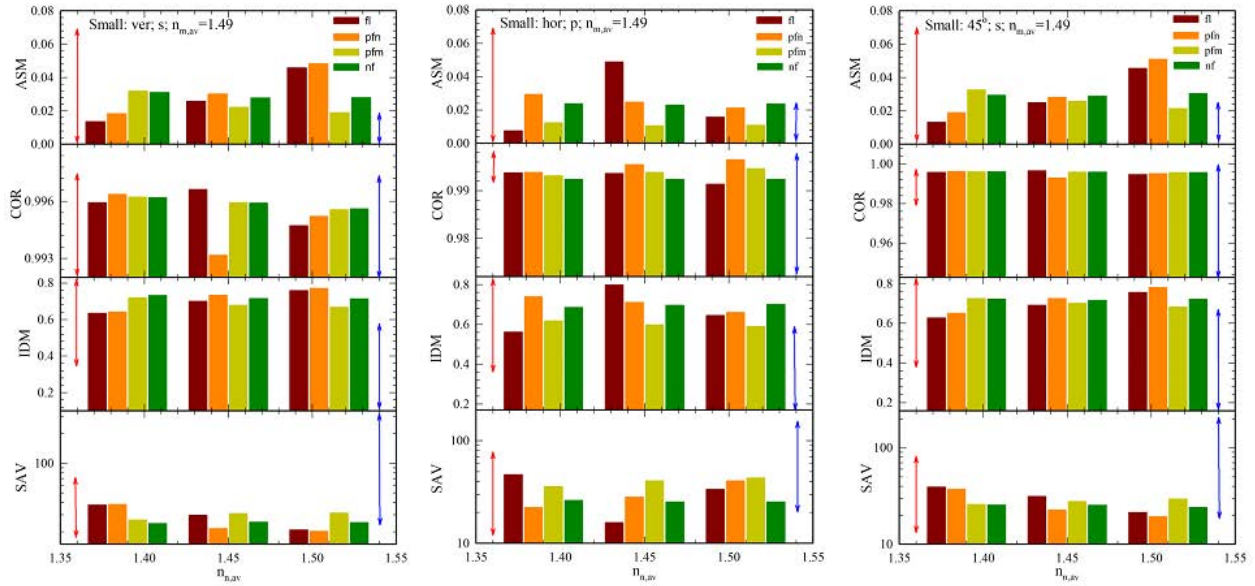 Small: ver; s; n_m,av=1.49
fl
pfn
pfm
nf
ASM
0.08
0.06
0.04
0.02
0.00
COR
0.996
0.993
IDM
0.8
0.6
0.4
0.2
SAV
100
1.35
1.40
1.45
1.50
1.55
n_n,av
Small: hor; p; n_m,av=1.49
fl
pfn
pfm
nf
ASM
0.08
0.06
0.04
0.02
0.00
COR
0.99
0.98
IDM
0.8
0.6
0.4
0.2
SAV
100
10
1.35
1.40
1.45
1.50
1.55
n_n,av
Small: 45°; s; n_m,av=1.49
fl
pfn
pfm
nf
ASM
0.08
0.06
0.04
0.02
0.00
COR
1.00
0.98
0.96
IDM
0.8
0.6
0.4
0.2
SAV
100
10
1.35
1.40
1.45
1.50
1.55
n_n,av